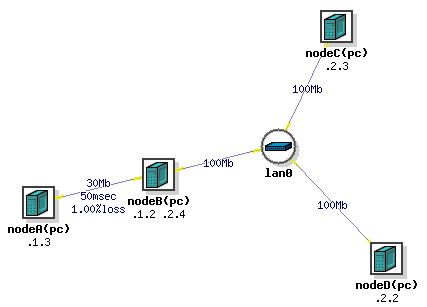 nodeC(pc)
.2.3
100Mb
100Mb
lan0
30Mb
50msec
1.00%loss
nodeB(pc)
.1.2 .2.4
100Mb
nodeA(pc)
.1.3
nodeD(pc)
.2.2